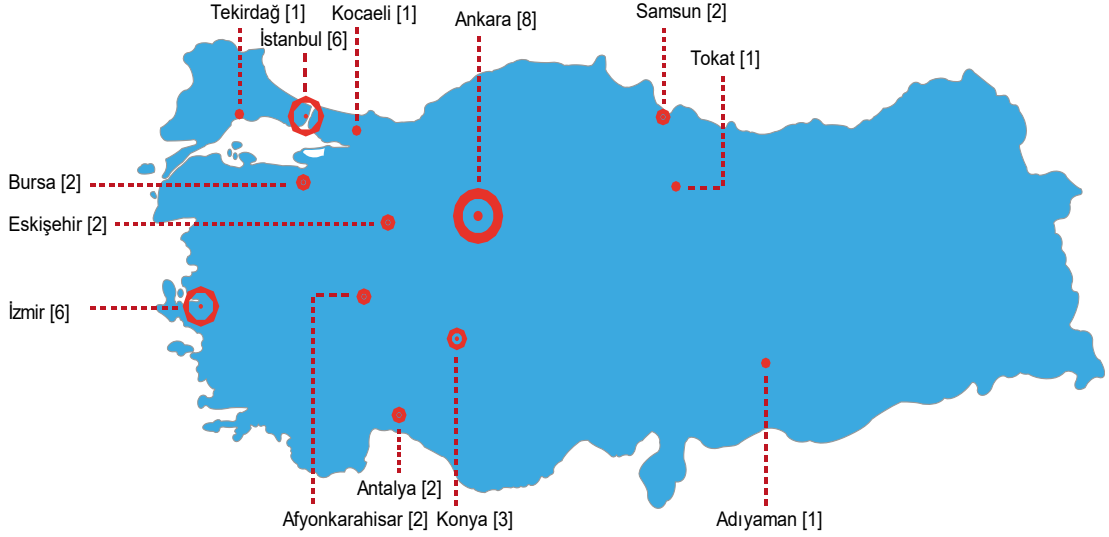 Tekirdağ [1]
Kocaeli [1]
Ankara [8]
Samsun [2]
İstanbul [6]
Tokat [1]
Bursa [2]
Eskişehir [2]
İzmir [6]
Antalya [2]
Afyonkarahisar [2]
Konya [3]
Adıyaman [1]